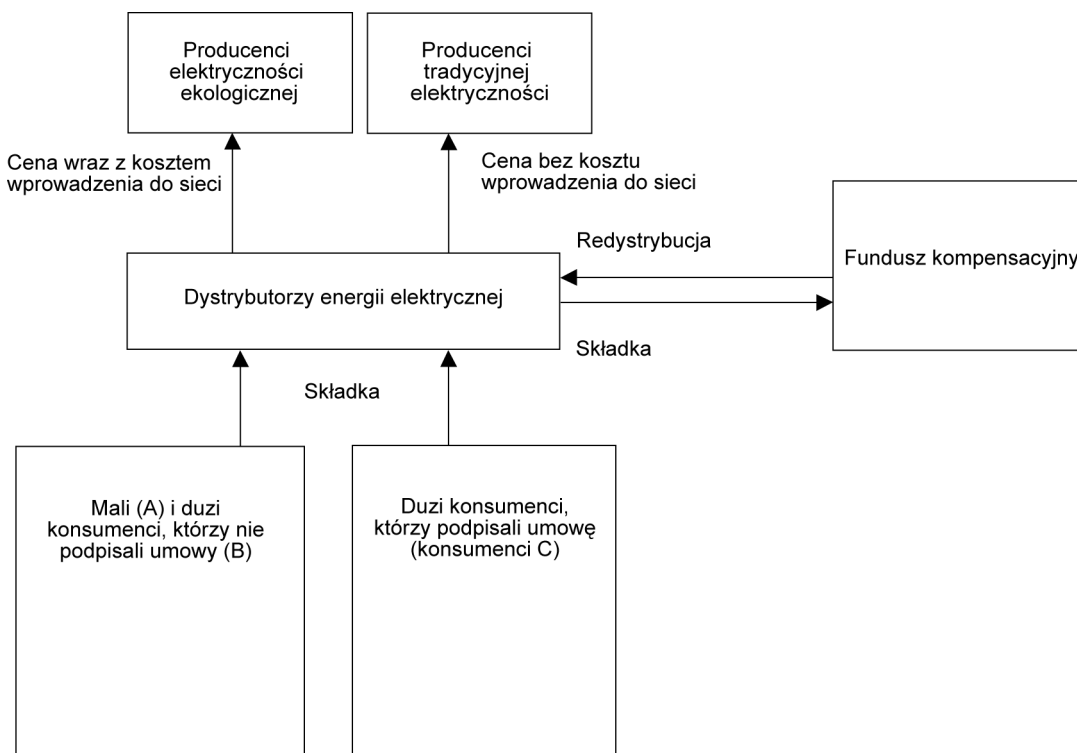 Producenci
elektryczności
ekologicznej
Producenci
tradycyjnej
elektryczności
Cena wraz z kosztem
wprowadzenia do sieci
Cena bez kosztu
wprowadzenia do sieci
Redystrybucja
Fundusz kompensacyjny
Dystrybutorzy energii elektrycznej
Składka
Składka
Mali (A) i duzi
konsumenci, którzy nie
podpisali umowy (B)
Duzi konsumenci,
którzy podpisali umowę
(konsumenci C)